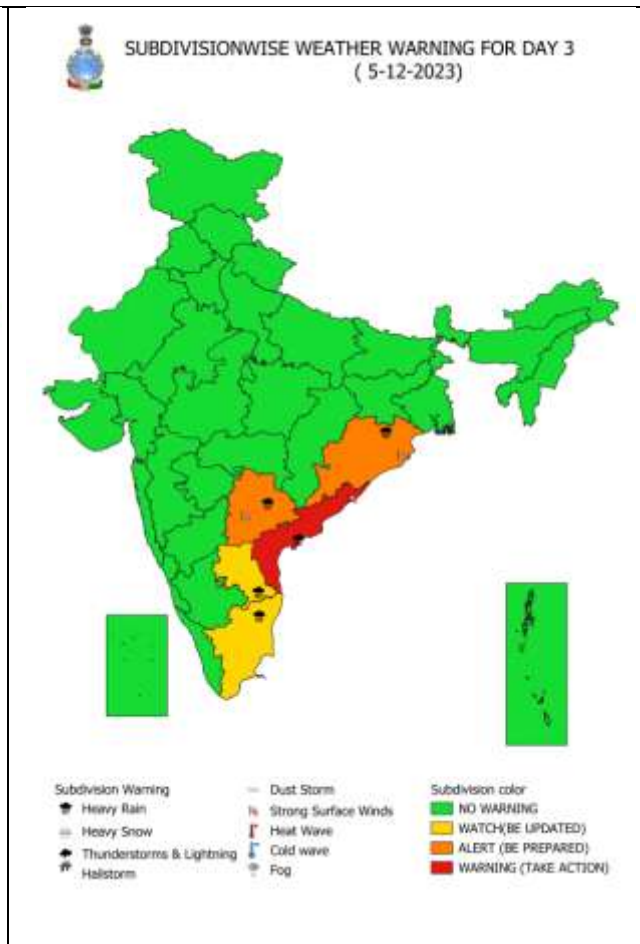 SUBDIVISIONWISE WEATHER WARNING FOR DAY 3
( 5-12-2023)
Subdivision Warning
Heavy Rain
Heavy Snow
Thunderstorms & Lightning
Hailstorm
Dust Storm
Strong Surface Winds
Heat Wave
Cold wave
Fog
Subdivision color
NO WARNING
WATCH(BE UPDATED)
ALERT (BE PREPARED)
WARNING (TAKE ACTION)